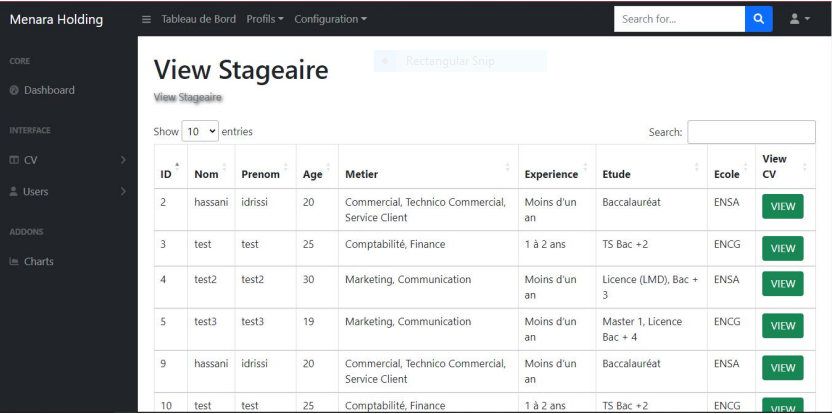 Menara Holding
Tableau de Bord Profils Configuration
Search for...
CORE
Dashboard
INTERFACE
CV
Users
ADDONS
Charts
View Stageaire
Rectangular Snip
View Stageaire
Show 10 entries
Search:
ID Nom Prenom Age Metier Experience Etude Ecole View CV
2 hassani idrissi 20 Commercial, Technico Commercial, Service Client Moins d'un an Baccalauréat ENSA VIEW
3 test test 25 Comptabilité, Finance 1 à 2 ans TS Bac +2 ENCG VIEW
4 test2 test2 30 Marketing, Communication Moins d'un an Licence (LMD), Bac + 3 ENSA VIEW
5 test3 test3 19 Marketing, Communication Moins d'un an Master 1, Licence Bac + 4 ENCG VIEW
9 hassani idrissi 20 Commercial, Technico Commercial, Service Client Moins d'un an Baccalauréat ENSA VIEW
10 test test 25 Comptabilité, Finance 1 à 2 ans TS Bac +2 ENCG VIEW